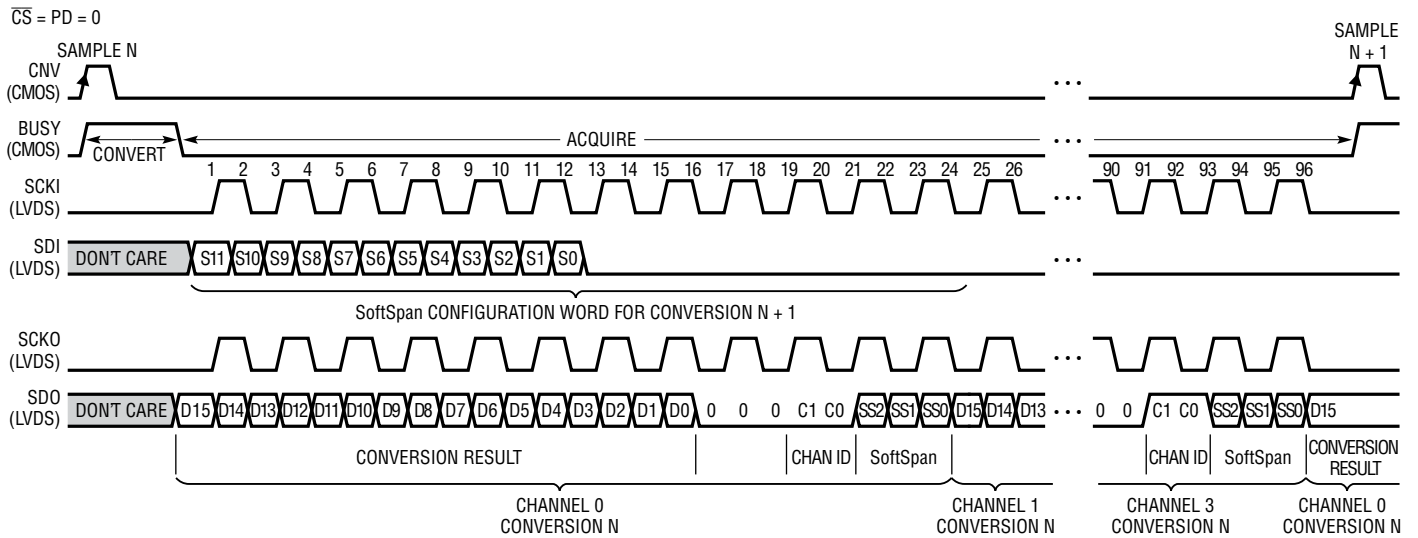 CS = PD = 0
SAMPLE N
SAMPLE
N + 1
CNV
(CMOS)
• • •
BUSY
(CMOS)
CONVERT
ACQUIRE
• • •
1 2 3 4 5 6 7 8 9 10 11 12 13 14 15 16 17 18 19 20 21 22 23 24 25 26 90 91 92 93 94 95 96
SCKI
(LVDS)
• • •
SDI
(LVDS)
DON'T CARE S11 S10 S9 S8 S7 S6 S5 S4 S3 S2 S1 S0 • • •
SoftSpan CONFIGURATION WORD FOR CONVERSION N + 1
SCKO
(LVDS)
• • •
SDO
(LVDS)
DON'T CARE D15 D14 D13 D12 D11 D10 D9 D8 D7 D6 D5 D4 D3 D2 D1 D0 0 0 0 C1 C0 SS2 SS1 SS0 D15 D14 D13 • • • 0 0 C1 C0 SS2 SS1 SS0 D15
CONVERSION RESULT
CHAN ID
SoftSpan
CHAN ID
SoftSpan
CONVERSION
RESULT
CHANNEL 0
CONVERSION N
CHANNEL 1
CONVERSION N
CHANNEL 3
CONVERSION N
CHANNEL 0
CONVERSION N